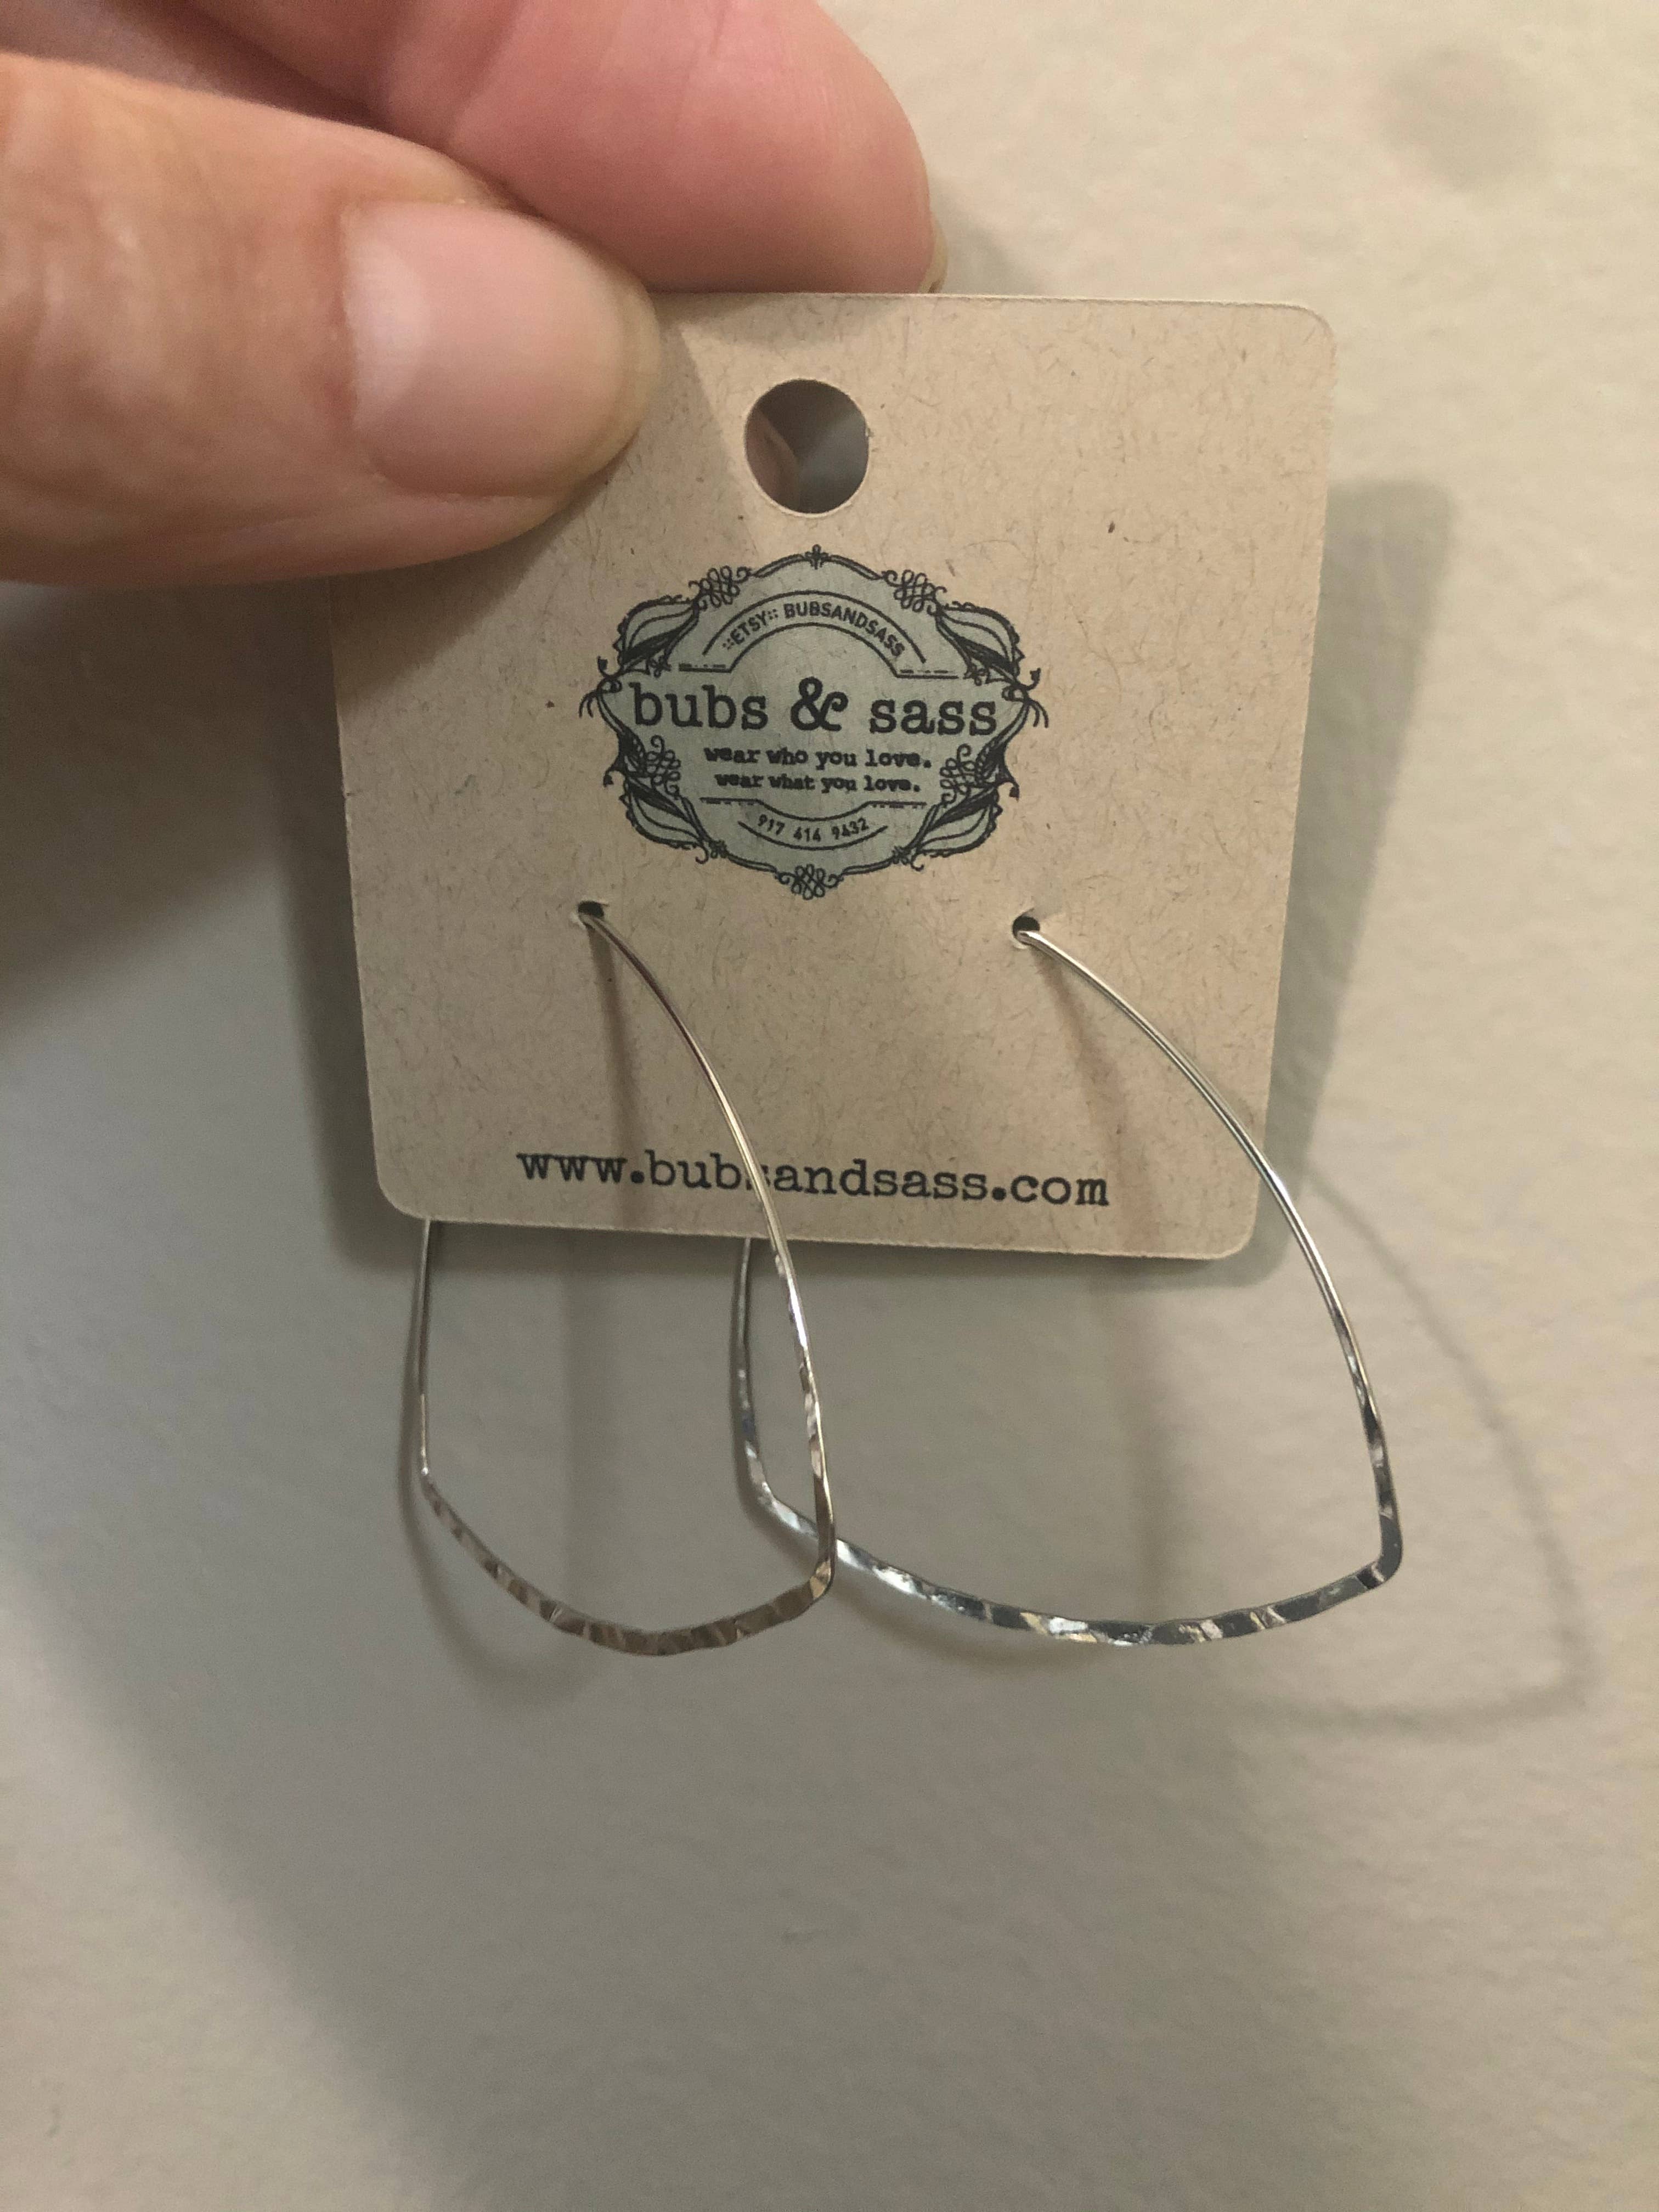 ::ETSY:: BUBSANDSASS
bubs & sass
wear who you love.
wear what you love.
917 414 9432
www.bubsandsass.com